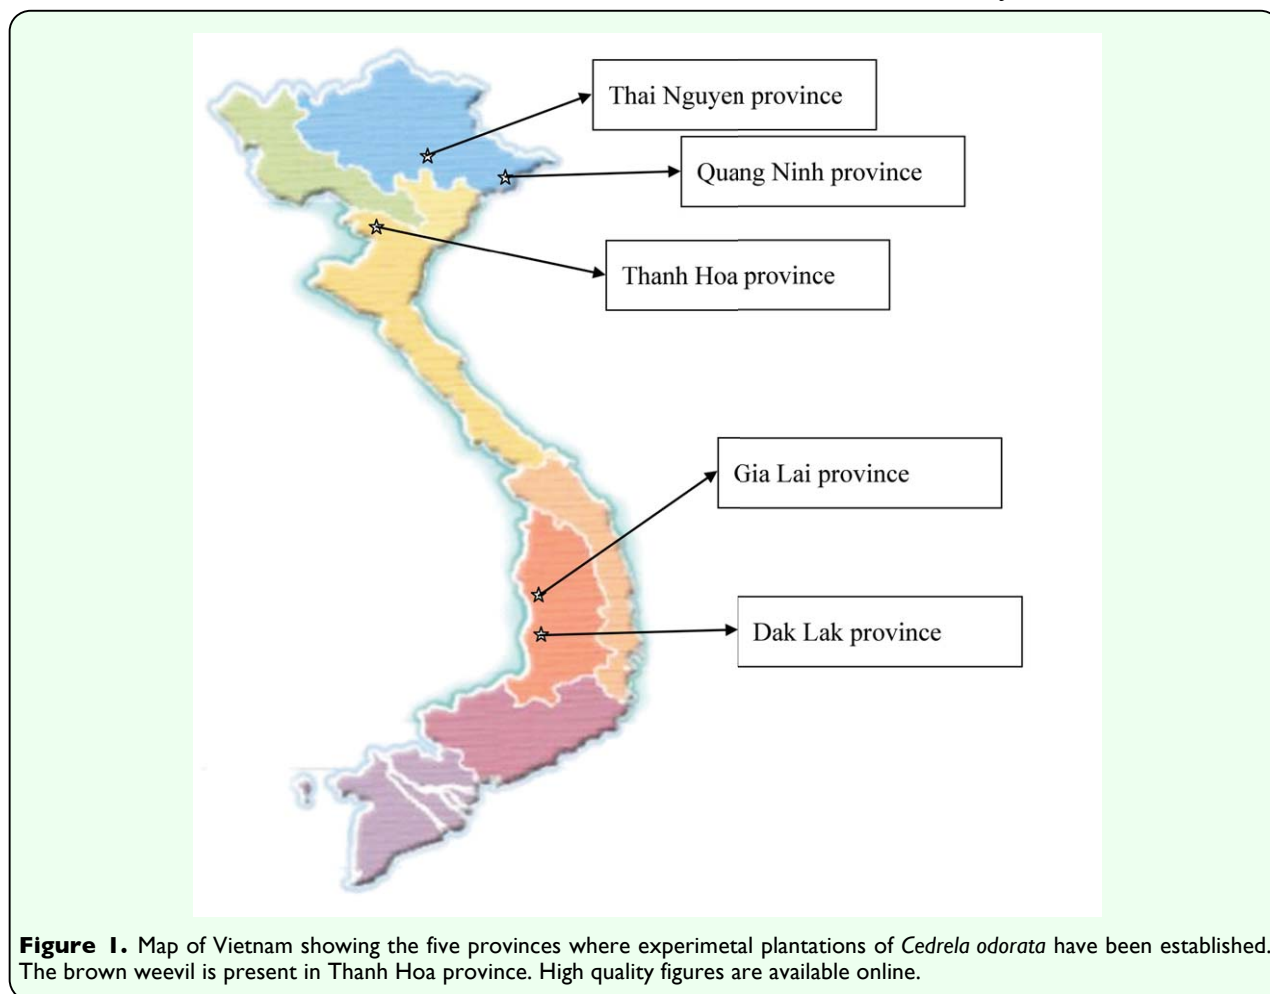 Thai Nguyen province
Quang Ninh province
Thanh Hoa province
Gia Lai province
Dak Lak province
Figure 1. Map of Vietnam showing the five provinces where experimetal plantations of Cedrela odorata have been established.
The brown weevil is present in Thanh Hoa province. High quality figures are available online.